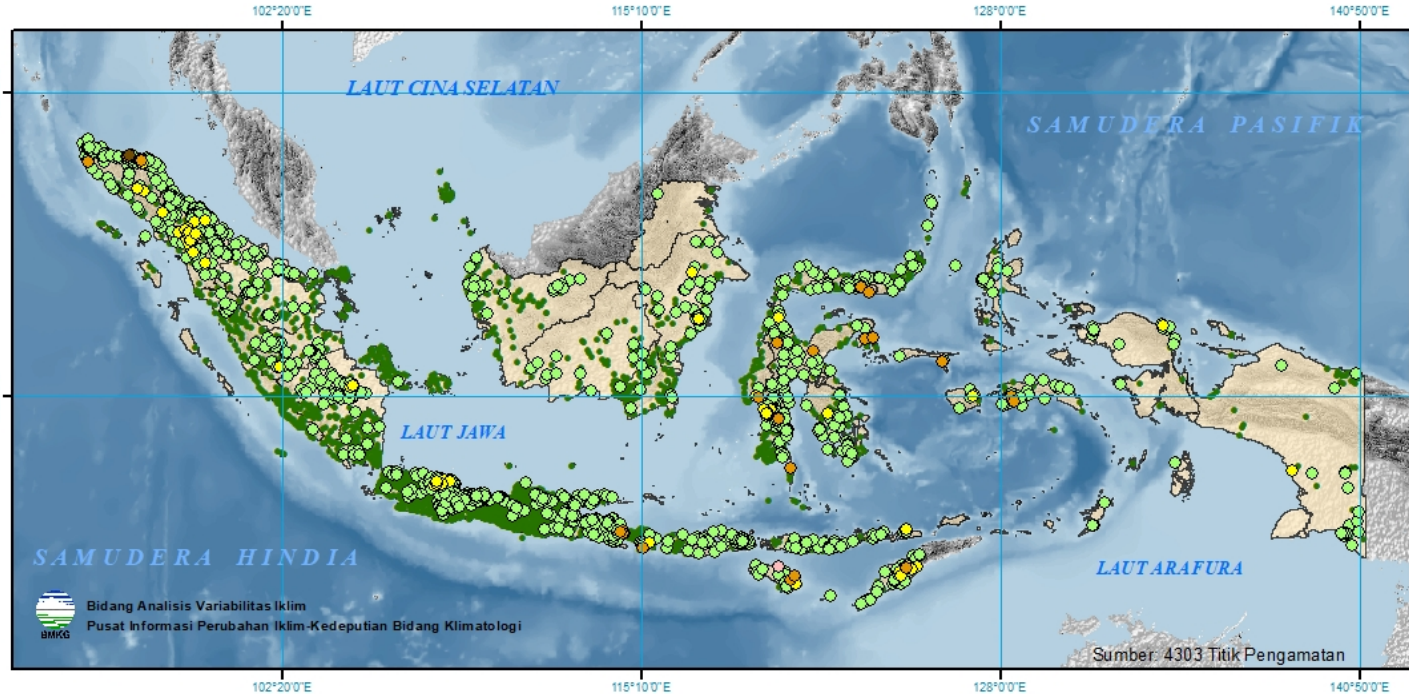 102°20'0"E 115°10'0"E 128°0'0"E 140°50'0"E
LAUT CINA SELATAN
SAMUDERA PASIFIK
LAUT JAWA
SAMUDERA HINDIA
LAUT ARAFURA
BMKG
Bidang Analisis Variabilitas Iklim
Pusat Informasi Perubahan Iklim-Kedeputian Bidang Klimatologi
Sumber: 4303 Titik Pengamatan
102°20'0"E 115°10'0"E 128°0'0"E 140°50'0"E